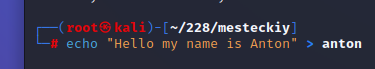 ┌──(root㉿kali)-[~/228/mesteckiy]
└─# echo "Hello my name is Anton" > anton